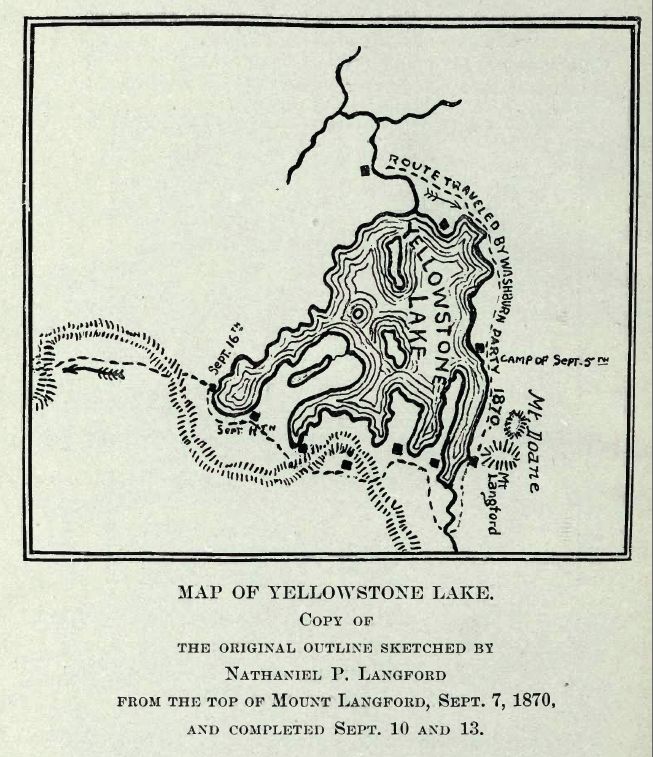 ROUTE TRAVELED BY WASHBURN PARTY 1870
YELLOWSTONE
LAKE
SEPT. 16TH
CAMP OF SEPT. 5TH
Mt Doane
Mt
Langford
SEPT.
MAP OF YELLOWSTONE LAKE.
COPY OF
THE ORIGINAL OUTLINE SKETCHED BY
NATHANIEL P. LANGFORD
FROM THE TOP OF MOUNT LANGFORD, SEPT. 7, 1870,
AND COMPLETED SEPT. 10 AND 13.